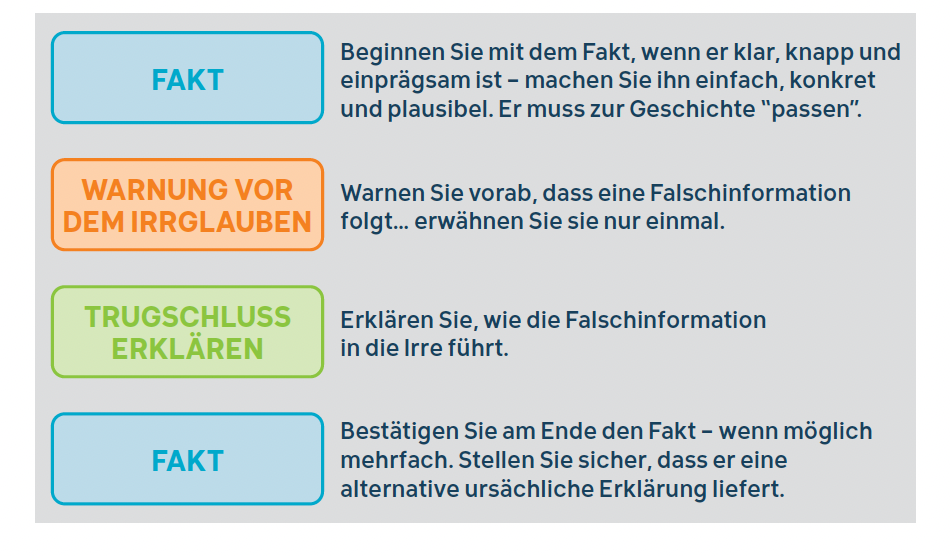 FAKT
Beginnen Sie mit dem Fakt, wenn er klar, knapp und
einprägsam ist – machen Sie ihn einfach, konkret
und plausibel. Er muss zur Geschichte “passen”.
WARNUNG VOR
DEM IRRGLAUBEN
Warnen Sie vorab, dass eine Falschinformation
folgt... erwähnen Sie sie nur einmal.
TRUGSCHLUSS
ERKLÄREN
Erklären Sie, wie die Falschinformation
in die Irre führt.
FAKT
Bestätigen Sie am Ende den Fakt – wenn möglich
mehrfach. Stellen Sie sicher, dass er eine
alternative ursächliche Erklärung liefert.